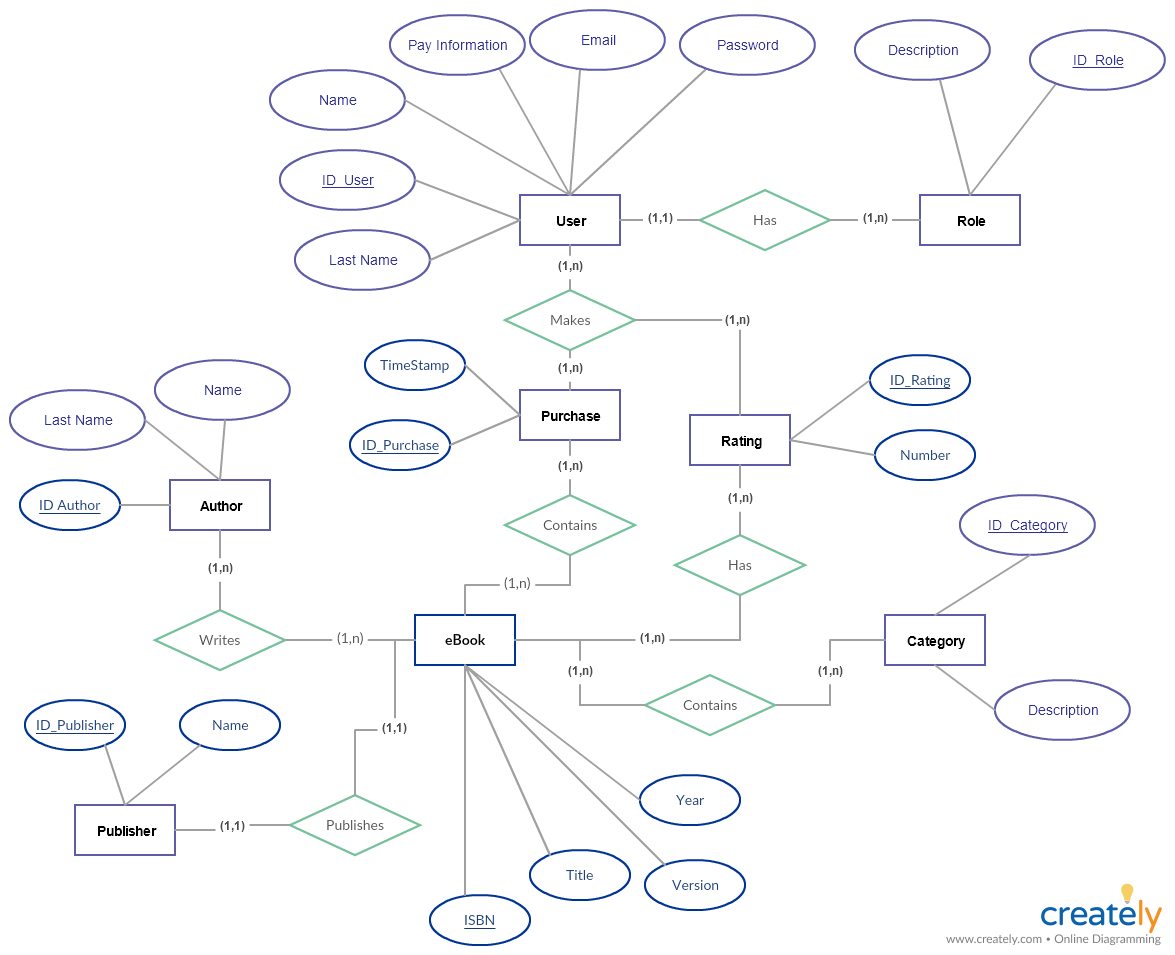 Pay Information
Email
Password
Description
ID_Role
Name
ID_User
User
(1,1)
Has
(1,n)
Role
Last Name
(1,n)
Makes
(1,n)
TimeStamp
(1,n)
Name
ID_Rating
Last Name
Purchase
Rating
ID_Purchase
Number
(1,n)
(1,n)
ID Author
Author
Contains
ID_Category
(1,n)
Has
(1,n)
Writes
(1,n)
eBook
(1,n)
Category
(1,n)
(1,n)
Contains
Description
ID_Publisher
Name
(1,1)
Year
Publisher
(1,1)
Publishes
Title
Version
ISBN
creately
www.creately.com • Online Diagramming